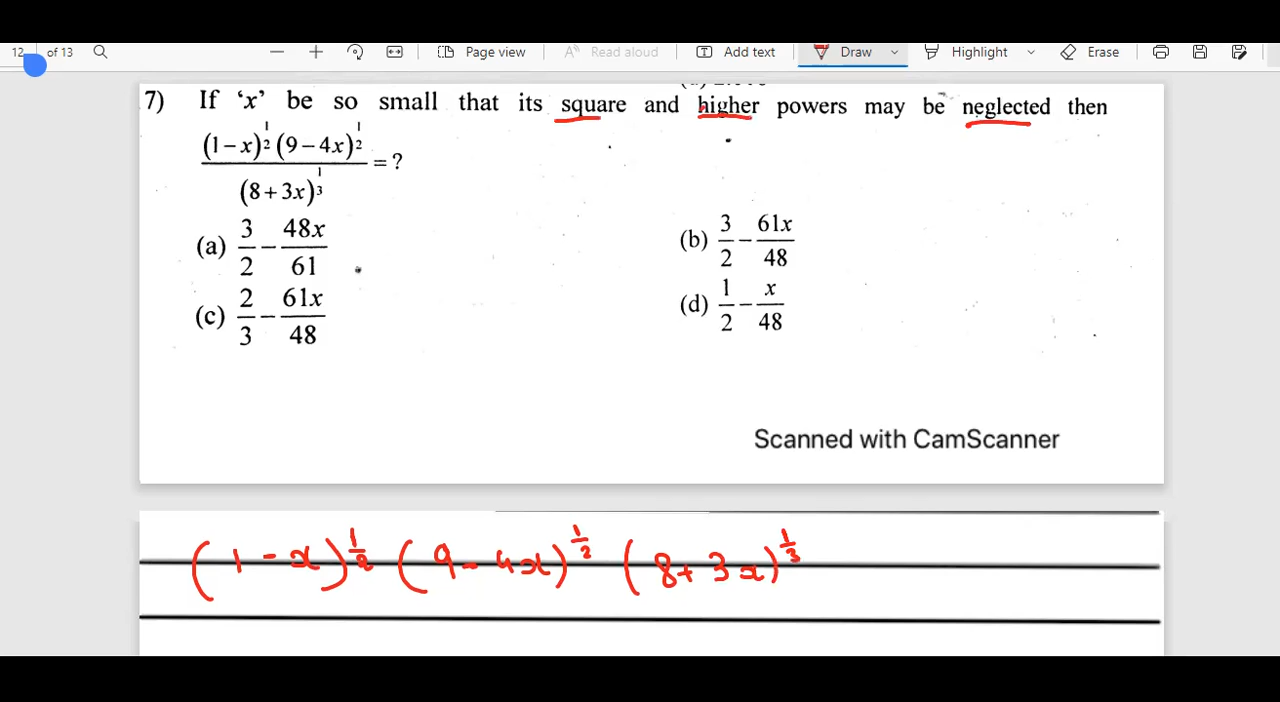 12 of 13 Page view Read aloud Add text Draw Highlight Erase
7) If ‘x’ be so small that its square and higher powers may be neglected then
(1−x)^(1/2) (9−4x)^(1/2) / (8+3x)^(1/3) = ?
(a) 3/2 − 48x/61 (b) 3/2 − 61x/48
(c) 2/3 − 61x/48 (d) 1/2 − x/48
Scanned with CamScanner
(1−x)^(1/2) (9−4x)^(1/2) (8+3x)^(1/3)